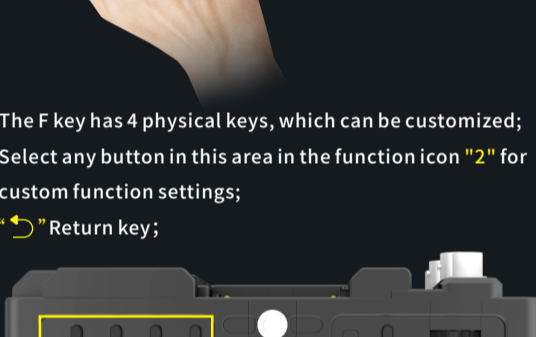 The F key has 4 physical keys, which can be customized;
Select any button in this area in the function icon "2" for
custom function settings;
“⮌”Return key;